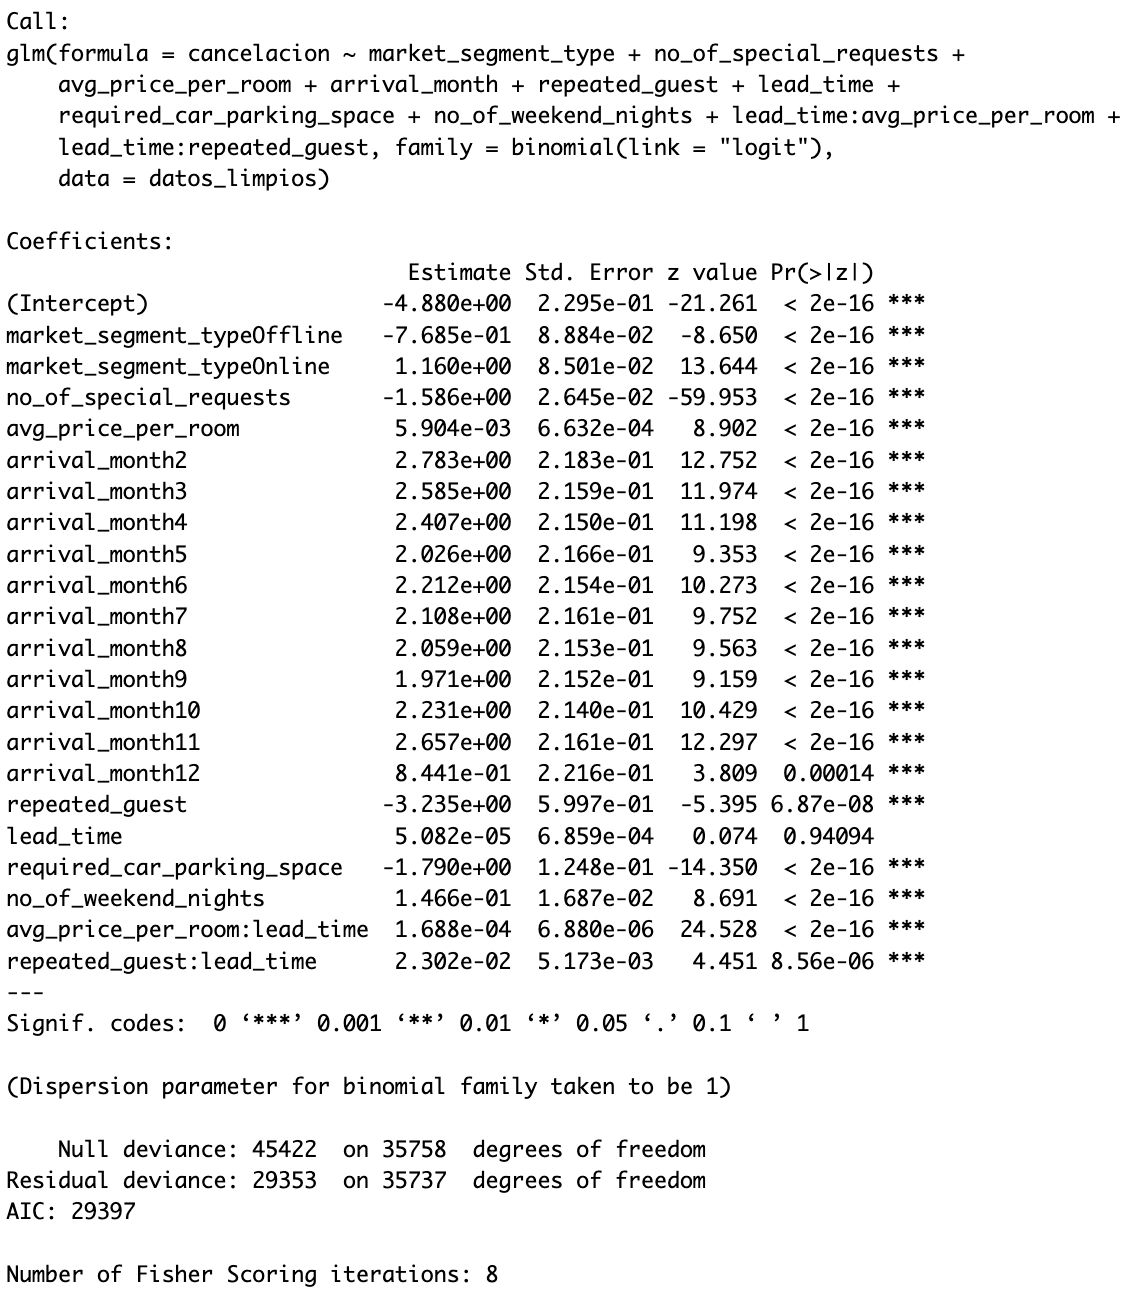 Call:
glm(formula = cancelacion ~ market_segment_type + no_of_special_requests +
    avg_price_per_room + arrival_month + repeated_guest + lead_time +
    required_car_parking_space + no_of_weekend_nights + lead_time:avg_price_per_room +
    lead_time:repeated_guest, family = binomial(link = "logit"),
    data = datos_limpios)

Coefficients:
                              Estimate Std. Error z value Pr(>|z|)
(Intercept)                 -4.880e+00  2.295e-01 -21.261  < 2e-16 ***
market_segment_typeOffline  -7.685e-01  8.884e-02  -8.650  < 2e-16 ***
market_segment_typeOnline    1.160e+00  8.501e-02  13.644  < 2e-16 ***
no_of_special_requests      -1.586e+00  2.645e-02 -59.953  < 2e-16 ***
avg_price_per_room           5.904e-03  6.632e-04   8.902  < 2e-16 ***
arrival_month2               2.783e+00  2.183e-01  12.752  < 2e-16 ***
arrival_month3               2.585e+00  2.159e-01  11.974  < 2e-16 ***
arrival_month4               2.407e+00  2.150e-01  11.198  < 2e-16 ***
arrival_month5               2.026e+00  2.166e-01   9.353  < 2e-16 ***
arrival_month6               2.212e+00  2.154e-01  10.273  < 2e-16 ***
arrival_month7               2.108e+00  2.161e-01   9.752  < 2e-16 ***
arrival_month8               2.059e+00  2.153e-01   9.563  < 2e-16 ***
arrival_month9               1.971e+00  2.152e-01   9.159  < 2e-16 ***
arrival_month10              2.231e+00  2.140e-01  10.429  < 2e-16 ***
arrival_month11              2.657e+00  2.161e-01  12.297  < 2e-16 ***
arrival_month12              8.441e-01  2.216e-01   3.809  0.00014 ***
repeated_guest              -3.235e+00  5.997e-01  -5.395 6.87e-08 ***
lead_time                    5.082e-05  6.859e-04   0.074  0.94094
required_car_parking_space  -1.790e+00  1.248e-01 -14.350  < 2e-16 ***
no_of_weekend_nights         1.466e-01  1.687e-02   8.691  < 2e-16 ***
avg_price_per_room:lead_time  1.688e-04  6.880e-06  24.528  < 2e-16 ***
repeated_guest:lead_time     2.302e-02  5.173e-03   4.451 8.56e-06 ***
---
Signif. codes:  0 ‘***’ 0.001 ‘**’ 0.01 ‘*’ 0.05 ‘.’ 0.1 ‘ ’ 1

(Dispersion parameter for binomial family taken to be 1)

    Null deviance: 45422  on 35758  degrees of freedom
Residual deviance: 29353  on 35737  degrees of freedom
AIC: 29397

Number of Fisher Scoring iterations: 8